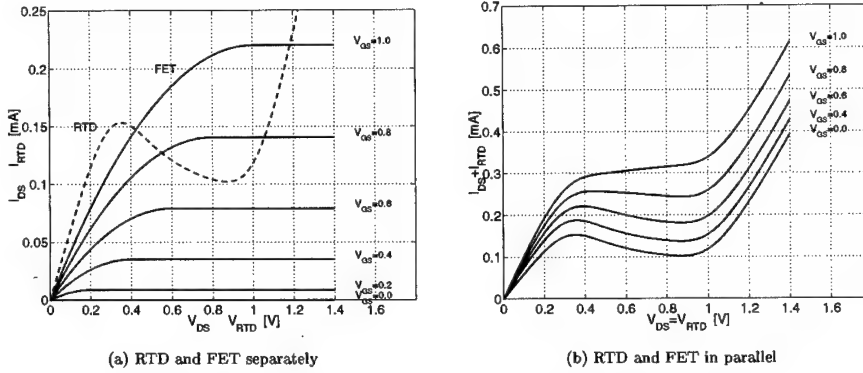 0.25
0.2
0.15
0.1
0.05
0
I_DS I_RTD [mA]
FET
RTD
V_GS=1.0
V_GS=0.8
V_GS=0.6
V_GS=0.4
V_GS=0.2
V_GS=0.0
0 0.2 0.4 0.6 0.8 1 1.2 1.4 1.6
V_DS V_RTD [V]
(a) RTD and FET separately
0.7
0.6
0.5
0.4
0.3
0.2
0.1
0
I_DS+I_RTD [mA]
V_GS=1.0
V_GS=0.8
V_GS=0.6
V_GS=0.4
V_GS=0.0
0 0.2 0.4 0.6 0.8 1.0 1.2 1.4 1.6
V_DS=V_RTD [V]
(b) RTD and FET in parallel